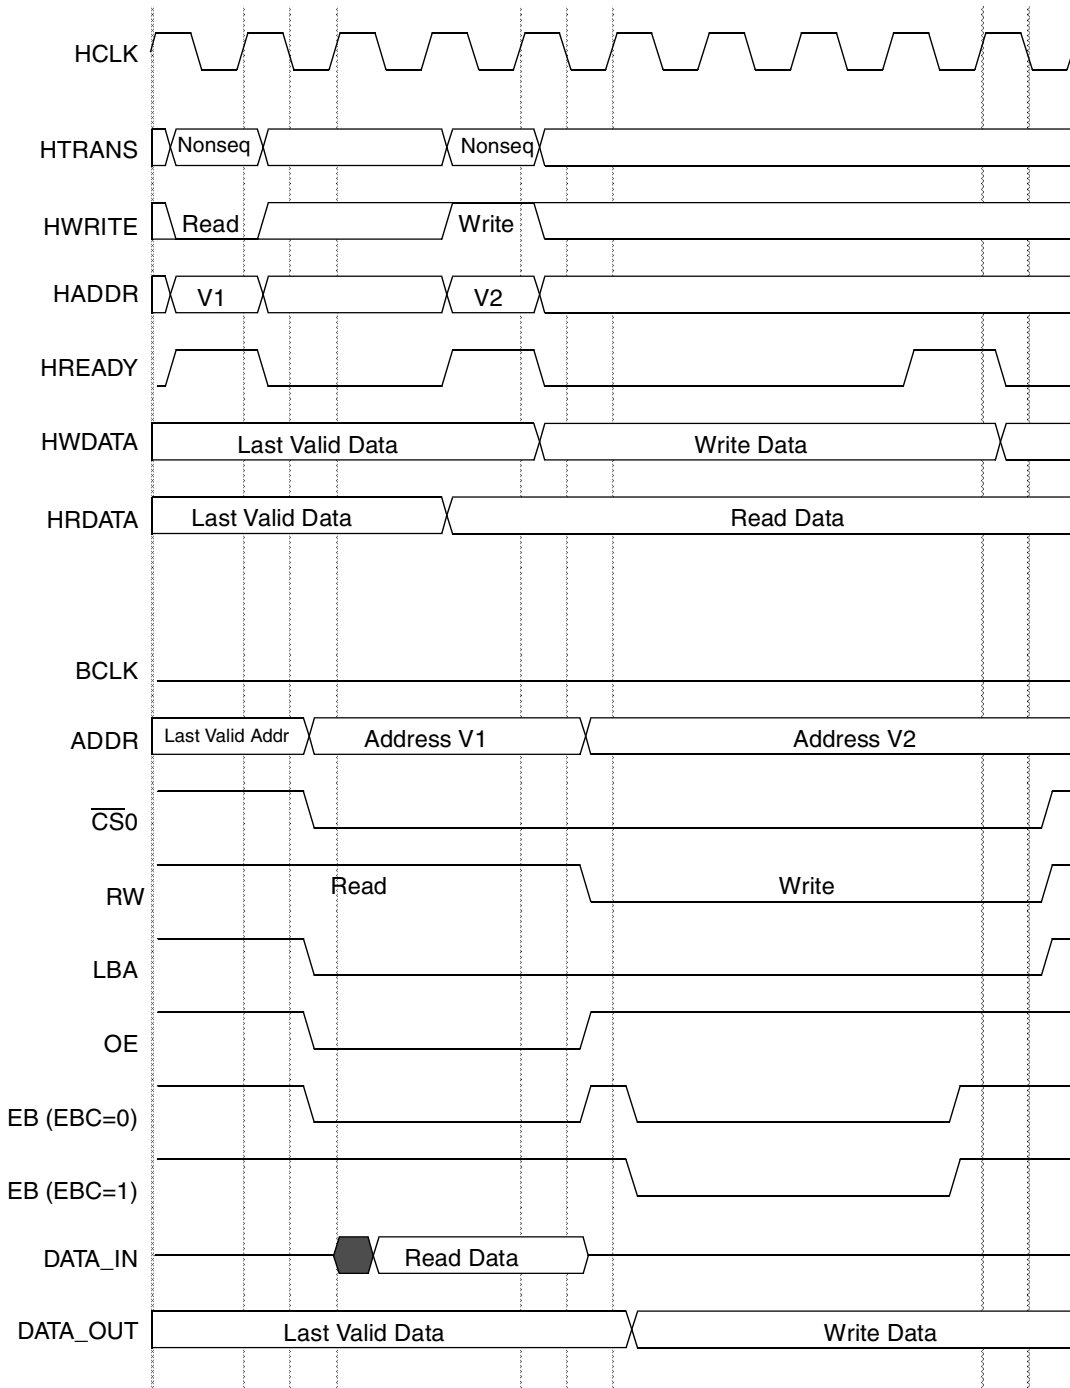 HCLK
HTRANS Nonseq Nonseq
HWRITE Read Write
HADDR V1 V2
HREADY
HWDATA Last Valid Data Write Data
HRDATA Last Valid Data Read Data
BCLK
ADDR Last Valid Addr Address V1 Address V2
CS0
RW Read Write
LBA
OE
EB (EBC=0)
EB (EBC=1)
DATA_IN Read Data
DATA_OUT Last Valid Data Write Data